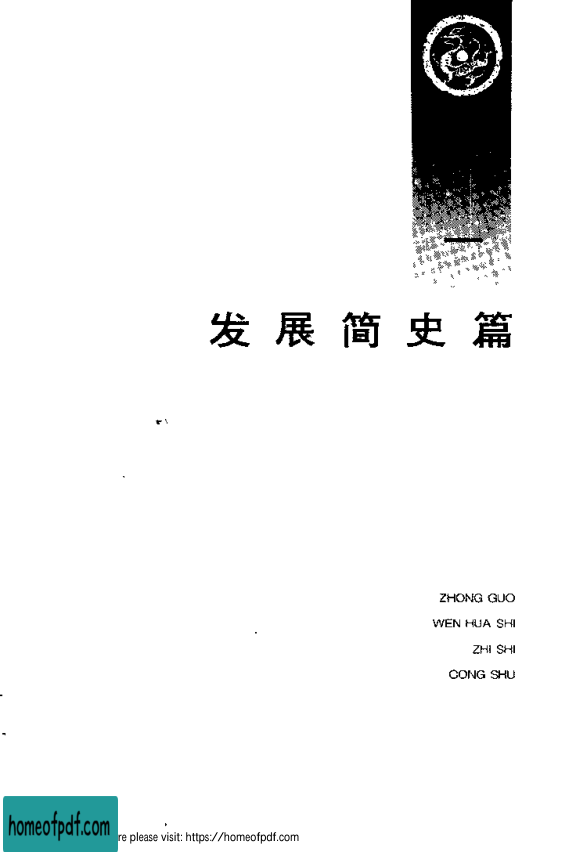 一
发展简史篇
ZHONG GUO
WEN HUA SHI
ZHI SHI
CONG SHU
homeofpdf.com
re please visit: https://homeofpdf.com